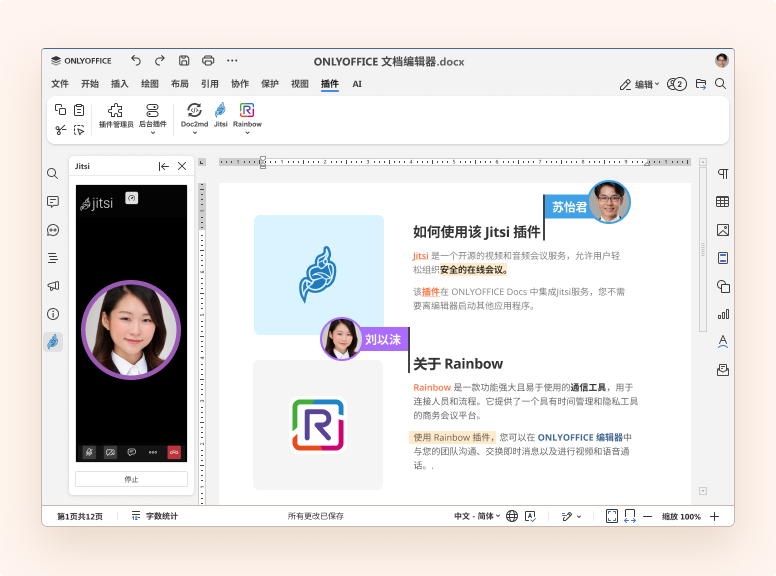 ONLYOFFICE
ONLYOFFICE 文档编辑器.docx
文件 开始 插入 绘图 布局 引用 协作 保护 视图 插件 AI
编辑 2
插件管理员 后台插件 Doc2md Jitsi Rainbow
Jitsi
jitsi
停止
苏怡君
如何使用该 Jitsi 插件
Jitsi 是一个开源的视频和音频会议服务，允许用户轻
松组织安全的在线会议。
该插件在 ONLYOFFICE Docs 中集成Jitsi服务，您不需
要离编辑器启动其他应用程序。
刘以沫
关于 Rainbow
Rainbow 是一款功能强大且易于使用的通信工具，用于
连接人员和流程。它提供了一个具有时间管理和隐私工具
的商务会议平台。
使用 Rainbow 插件，您可以在 ONLYOFFICE 编辑器中
与您的团队沟通、交换即时消息以及进行视频和语音通
话。.
第1页共12页 字数统计 所有更改已保存 中文 - 简体 缩放 100%